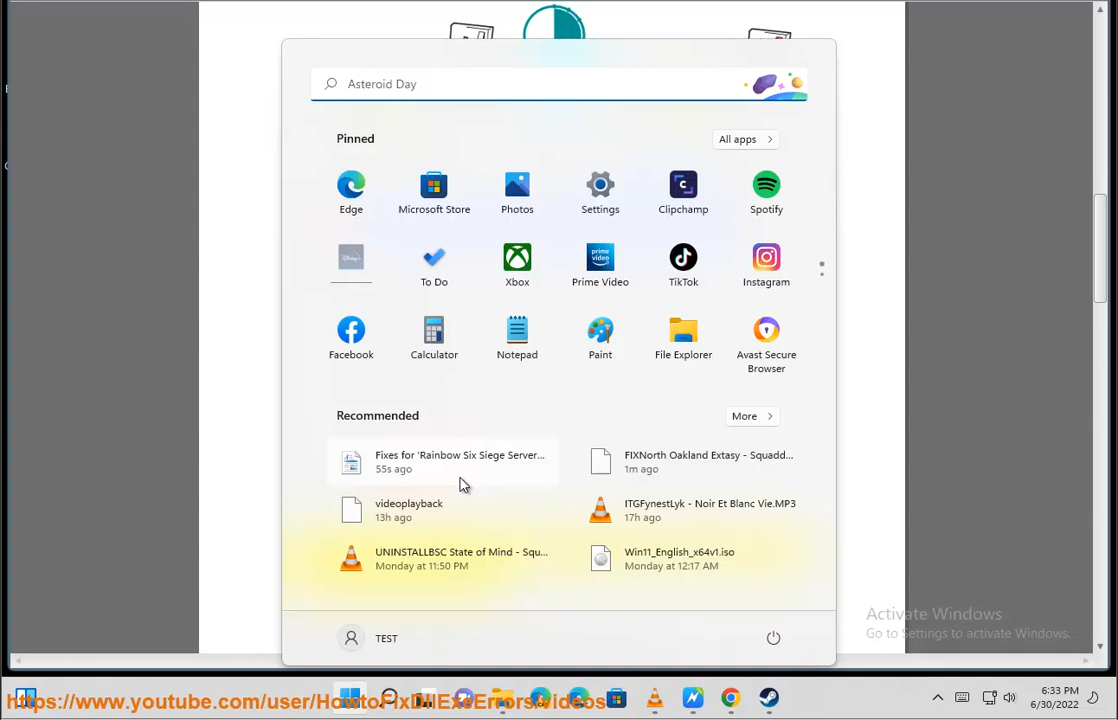 Asteroid Day
Pinned
All apps
Edge
Microsoft Store
Photos
Settings
Clipchamp
Spotify
To Do
Xbox
Prime Video
TikTok
Instagram
Facebook
Calculator
Notepad
Paint
File Explorer
Avast Secure
Browser
Recommended
More
Fixes for 'Rainbow Six Siege Server...
55s ago
FIXNorth Oakland Extasy - Squadd...
1m ago
videoplayback
13h ago
ITGFynestLyk - Noir Et Blanc Vie.MP3
17h ago
UNINSTALLBSC State of Mind - Squ...
Monday at 11:50 PM
Win11_English_x64v1.iso
Monday at 12:17 AM
Activate Windows
Go to Settings to activate Windows.
TEST
https://www.youtube.com/user/HowtoFixDllExeErrors/videos
6:33 PM
6/30/2022